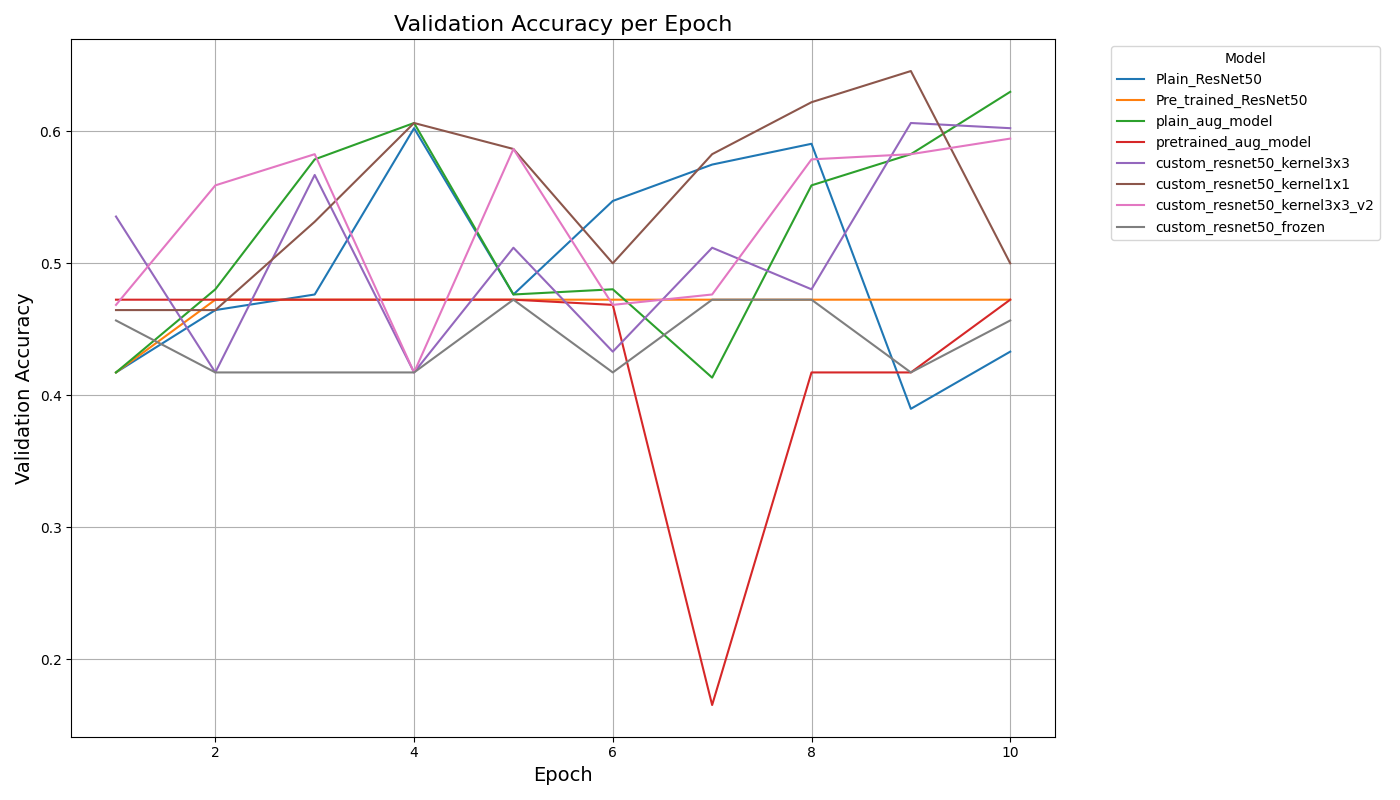 Validation Accuracy per Epoch
Validation Accuracy
0.6
0.5
0.4
0.3
0.2
2
4
6
8
10
Epoch
Model
Plain_ResNet50
Pre_trained_ResNet50
plain_aug_model
pretrained_aug_model
custom_resnet50_kernel3x3
custom_resnet50_kernel1x1
custom_resnet50_kernel3x3_v2
custom_resnet50_frozen